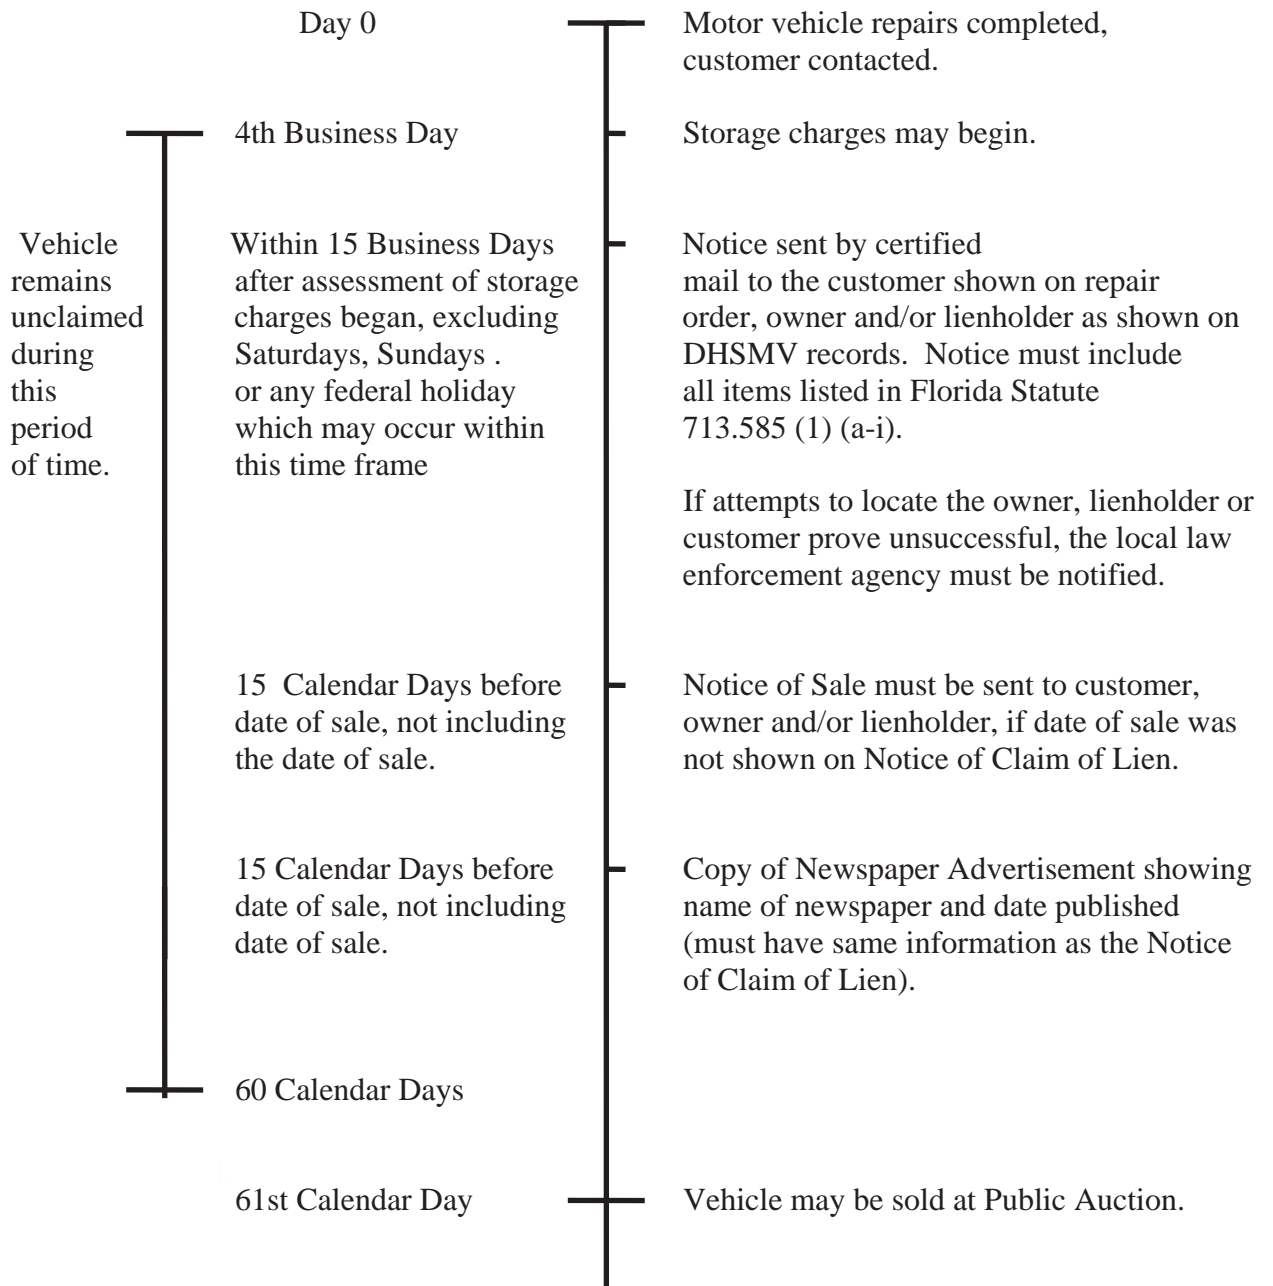 Day 0
Motor vehicle repairs completed,
customer contacted.
4th Business Day
Storage charges may begin.
Vehicle
remains
unclaimed
during
this
period
of time.
Within 15 Business Days
after assessment of storage
charges began, excluding
Saturdays, Sundays .
or any federal holiday
which may occur within
this time frame
Notice sent by certified
mail to the customer shown on repair
order, owner and/or lienholder as shown on
DHSMV records.  Notice must include
all items listed in Florida Statute
713.585 (1) (a-i).
If attempts to locate the owner, lienholder or
customer prove unsuccessful, the local law
enforcement agency must be notified.
15  Calendar Days before
date of sale, not including
the date of sale.
Notice of Sale must be sent to customer,
owner and/or lienholder, if date of sale was
not shown on Notice of Claim of Lien.
15 Calendar Days before
date of sale, not including
date of sale.
Copy of Newspaper Advertisement showing
name of newspaper and date published
(must have same information as the Notice
of Claim of Lien).
60 Calendar Days
61st Calendar Day
Vehicle may be sold at Public Auction.